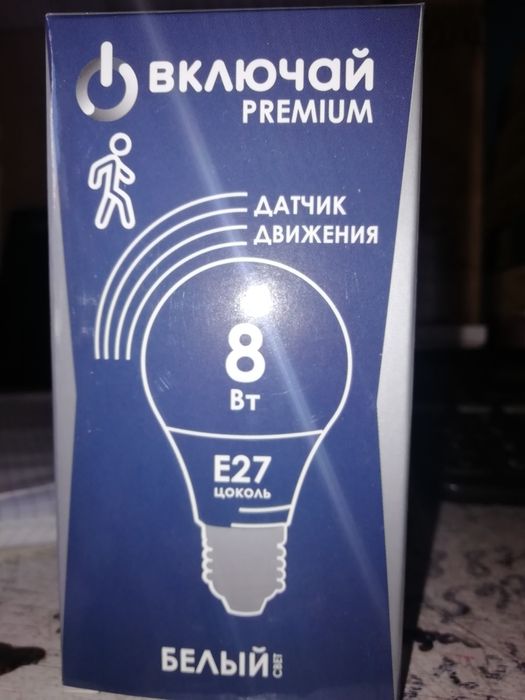 ВКЛЮЧАЙ
PREMIUM
ДАТЧИК
ДВИЖЕНИЯ
8
Вт
E27
ЦОКОЛЬ
БЕЛЫЙ СВЕТ